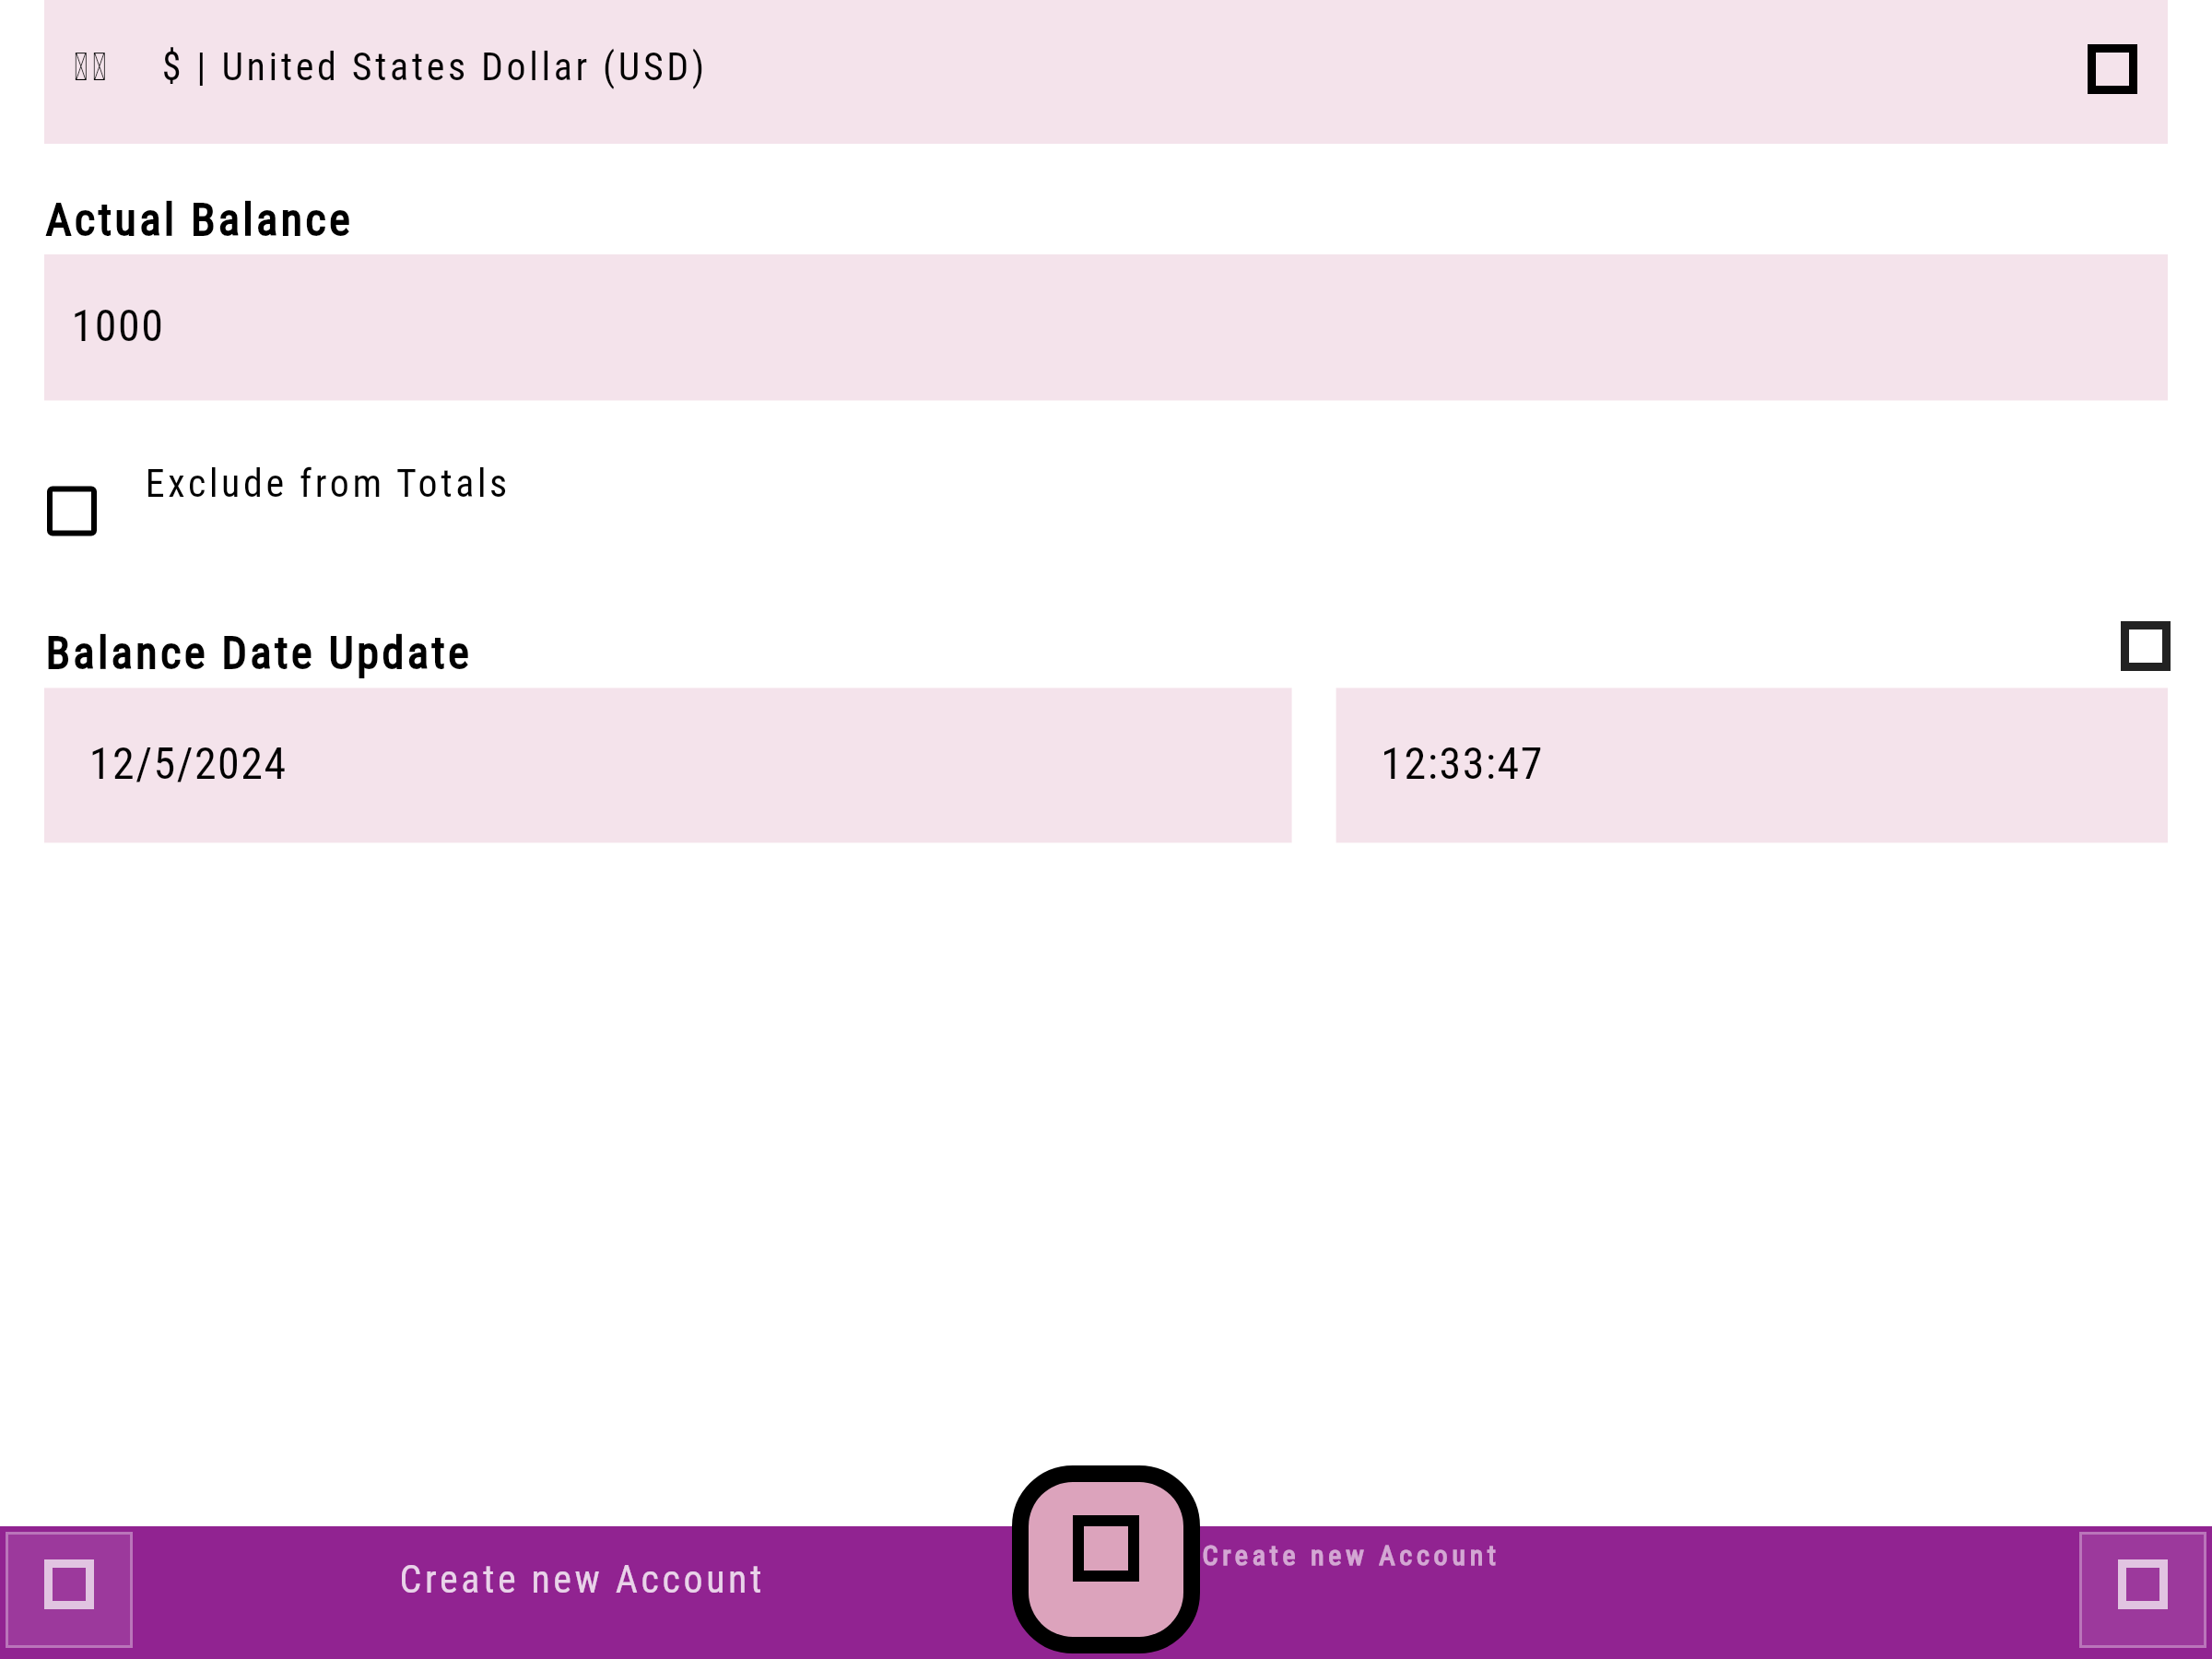 $ | United States Dollar (USD)
Actual Balance
1000
Exclude from Totals
Balance Date Update
12/5/2024
12:33:47
Create new Account
Create new Account